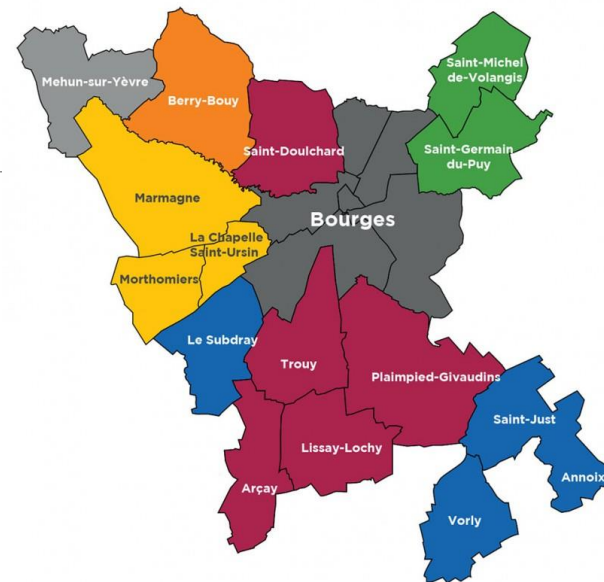 Saint-Michel
de-Volangis
Mehun-sur-Yèvre
Berry-Bouy
Saint-Doulchard
Saint-Germain
du-Puy
Marmagne
Bourges
La Chapelle
Saint-Ursin
Morthomiers
Le Subdray
Trouy
Plaimpied-Givaudins
Saint-Just
Lissay-Lochy
Annoix
Arçay
Vorly